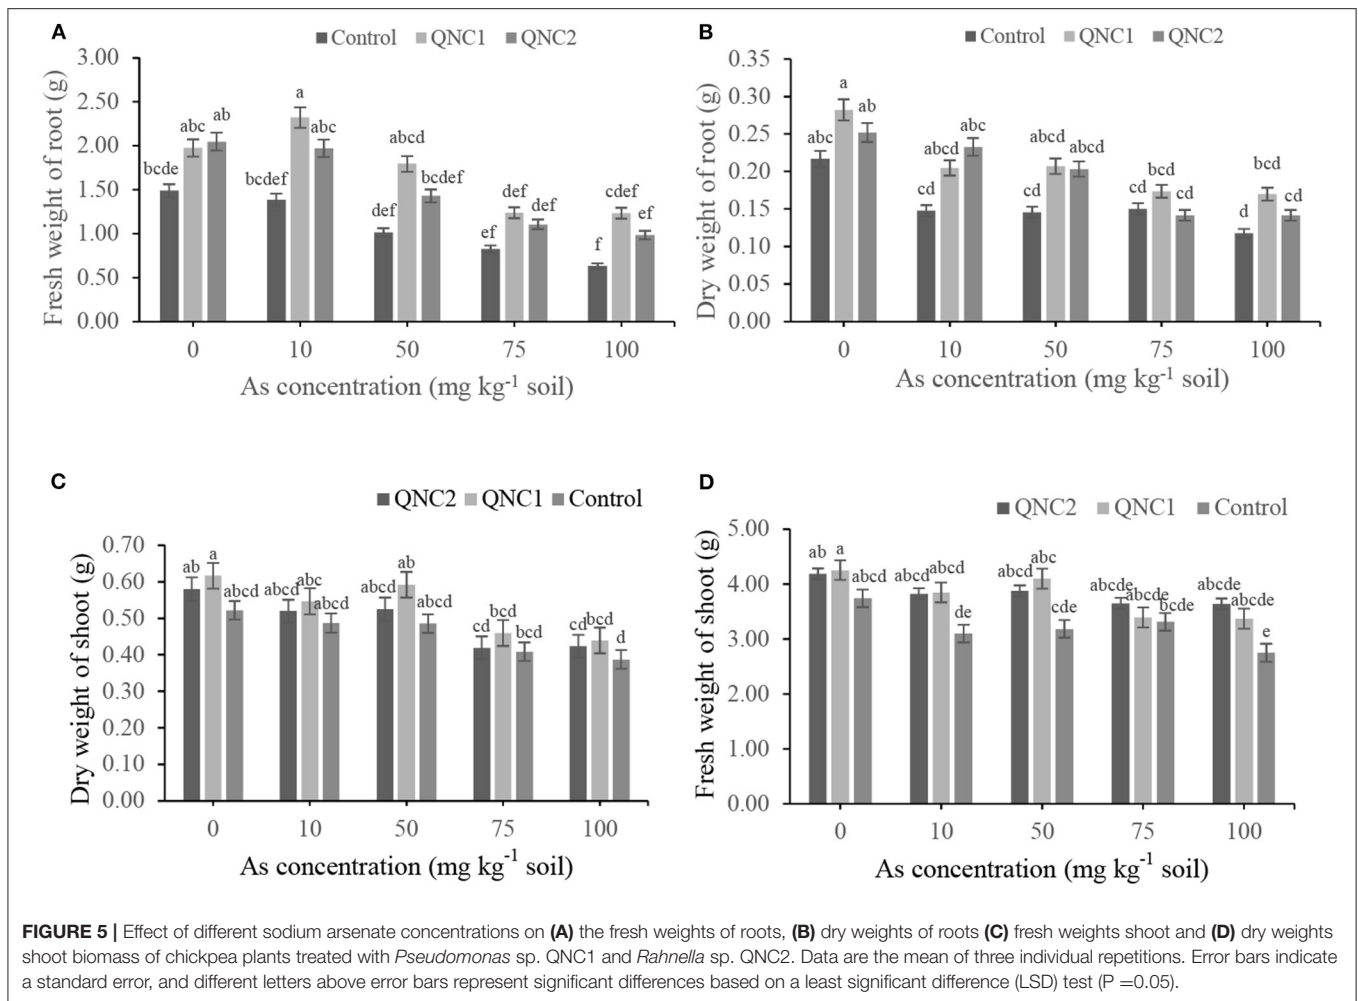 A
Control QNC1 QNC2
3.00
2.50
2.00
1.50
1.00
0.50
0.00
Fresh weight of root (g)
bcde abc ab
bcdef a abc
def abcd bcdef
ef def def
f cdef ef
0 10 50 75 100
As concentration (mg kg⁻¹ soil)
B
Control QNC1 QNC2
0.35
0.30
0.25
0.20
0.15
0.10
0.05
0.00
Dry weight of root (g)
abc a ab
cd abcd abc
cd abcd abcd
cd bcd cd
d bcd cd
0 10 50 75 100
As concentration (mg kg⁻¹ soil)
C
QNC2 QNC1 Control
0.70
0.60
0.50
0.40
0.30
0.20
0.10
0.00
Dry weight of shoot (g)
ab a abcd
abcd abc abcd
abcd ab abcd
cd bcd bcd
cd bcd d
0 10 50 75 100
As concentration (mg kg⁻¹ soil)
D
QNC2 QNC1 Control
5.00
4.00
3.00
2.00
1.00
0.00
Fresh weight of shoot (g)
ab a abcd
abcd abcd de
abcd abc cde
abcde abcde bcde
abcde abcde e
0 10 50 75 100
As concentration (mg kg⁻¹ soil)
FIGURE 5 | Effect of different sodium arsenate concentrations on (A) the fresh weights of roots, (B) dry weights of roots (C) fresh weights shoot and (D) dry weights
shoot biomass of chickpea plants treated with Pseudomonas sp. QNC1 and Rahnella sp. QNC2. Data are the mean of three individual repetitions. Error bars indicate
a standard error, and different letters above error bars represent significant differences based on a least significant difference (LSD) test (P =0.05).